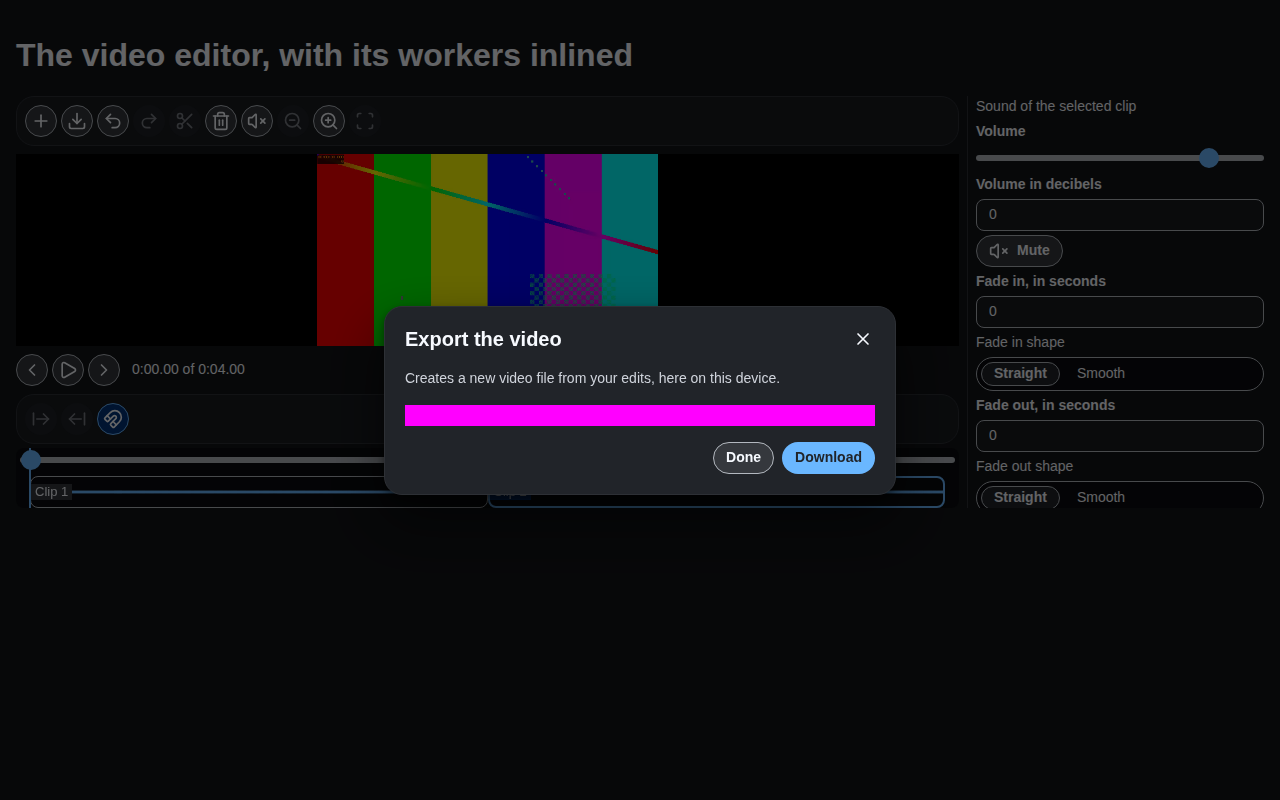 The video editor, with its workers inlined
Sound of the selected clip
Volume
Volume in decibels
0
Mute
Fade in, in seconds
0
Fade in shape
Straight Smooth
Fade out, in seconds
0
Fade out shape
Straight Smooth
0:00.00 of 0:04.00
Export the video
Creates a new video file from your edits, here on this device.
Done Download
Clip 1